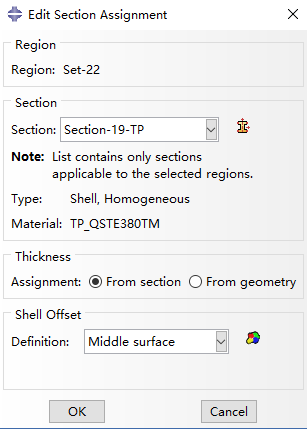 Edit Section Assignment
Region
Region: Set-22
Section
Section: Section-19-TP
Note: List contains only sections
applicable to the selected regions.
Type: Shell, Homogeneous
Material: TP_QSTE380TM
Thickness
Assignment: From section From geometry
Shell Offset
Definition: Middle surface
OK Cancel